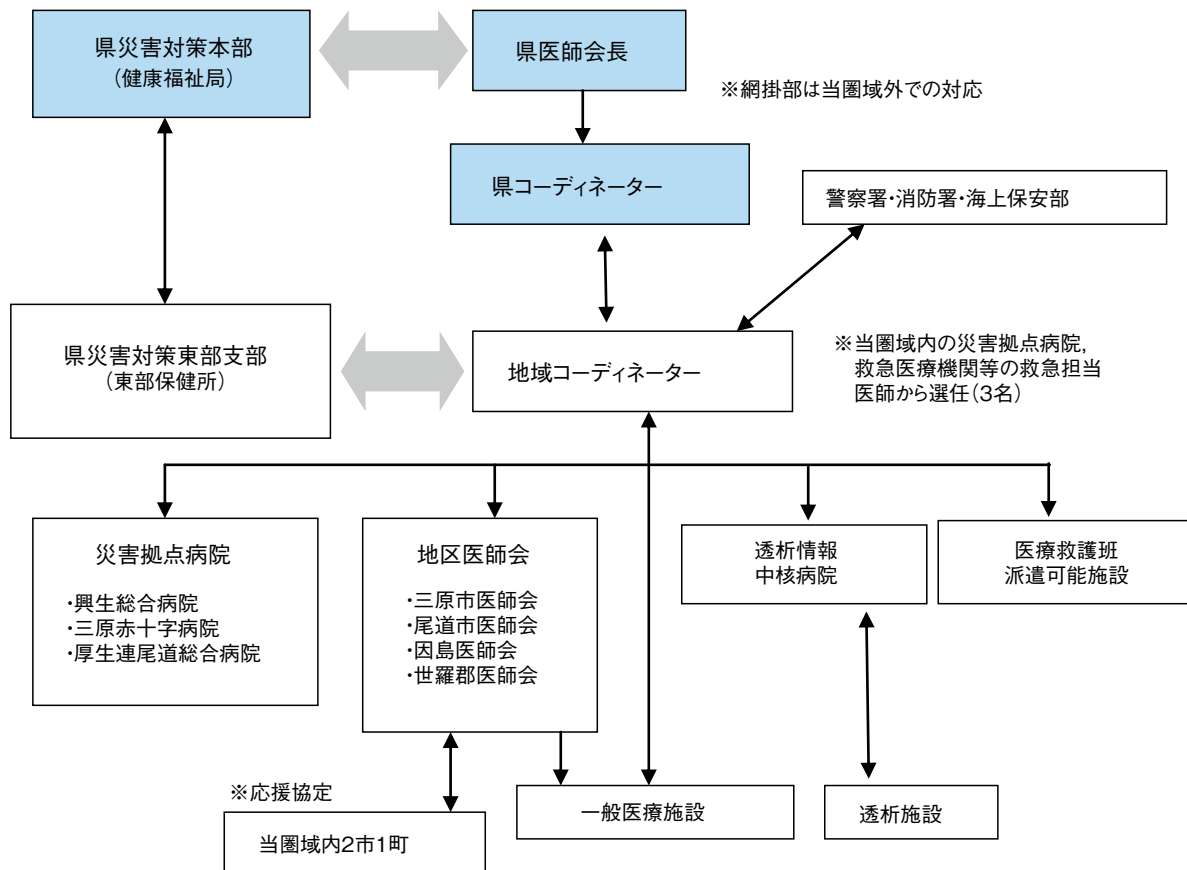 県災害対策本部
（健康福祉局）
県医師会長
※網掛部は当圏域外での対応
県コーディネーター
警察署・消防署・海上保安部
県災害対策東部支部
（東部保健所）
地域コーディネーター
※当圏域内の災害拠点病院，
救急医療機関等の救急担当
医師から選任（3名）
災害拠点病院
・興生総合病院
・三原赤十字病院
・厚生連尾道総合病院
地区医師会
・三原市医師会
・尾道市医師会
・因島医師会
・世羅郡医師会
透析情報
中核病院
医療救護班
派遣可能施設
※応援協定
当圏域内2市1町
一般医療施設
透析施設